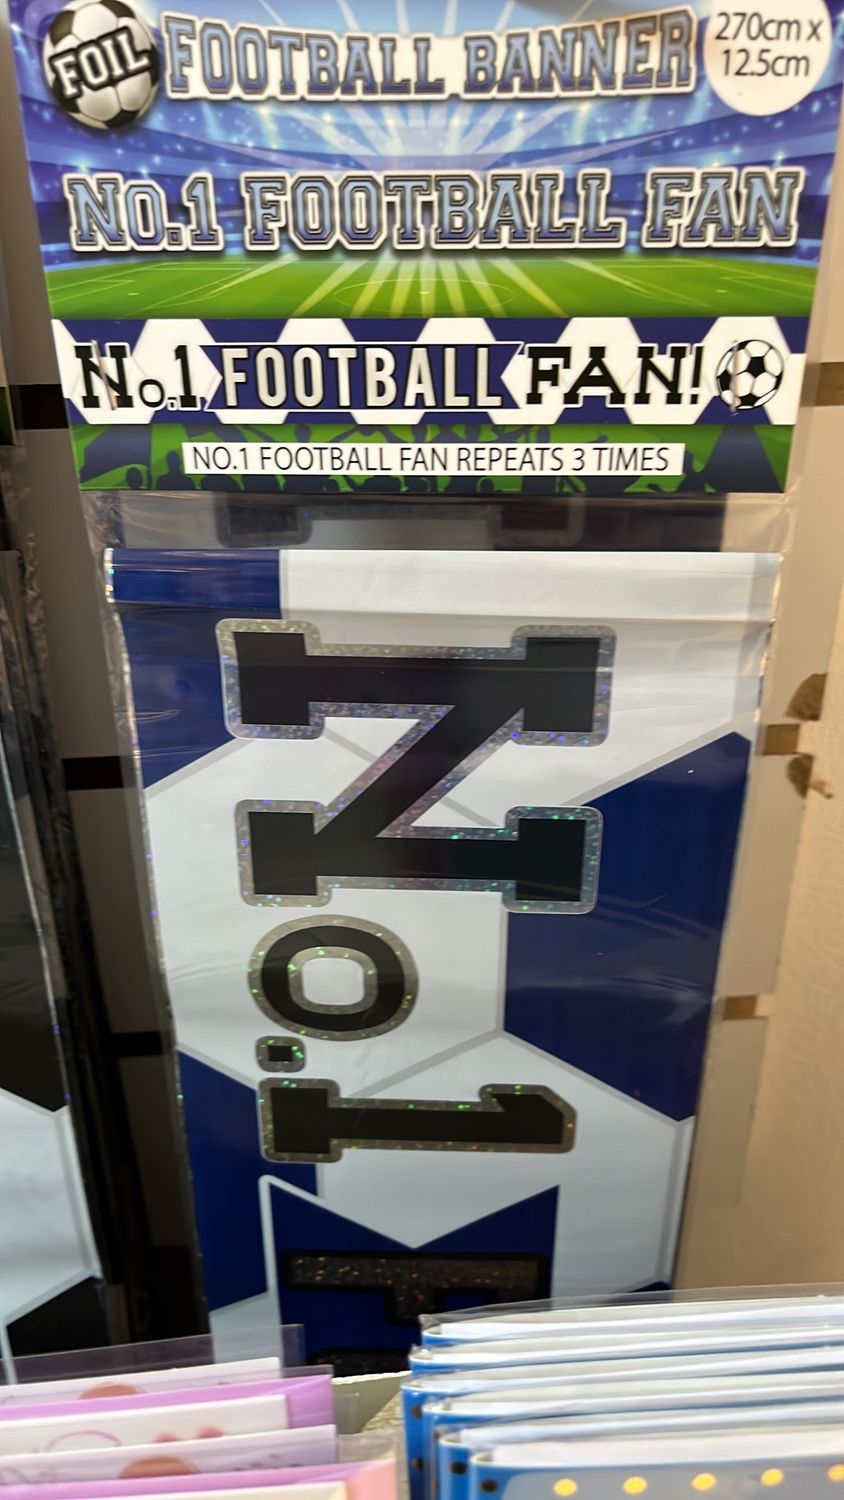 FOIL
FOOTBALL BANNER
270cm x
12.5cm
No.1 FOOTBALL FAN
No.1 FOOTBALL FAN!
NO.1 FOOTBALL FAN REPEATS 3 TIMES
No.1 F